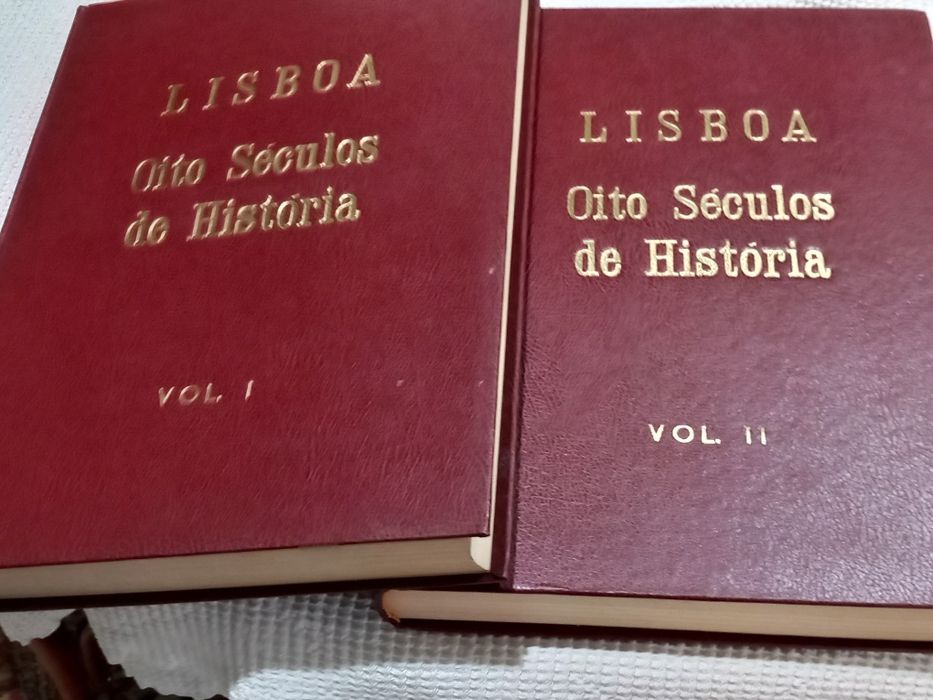 LISBOA
Oito Séculos
de História
VOL. I
LISBOA
Oito Séculos
de História
VOL. II